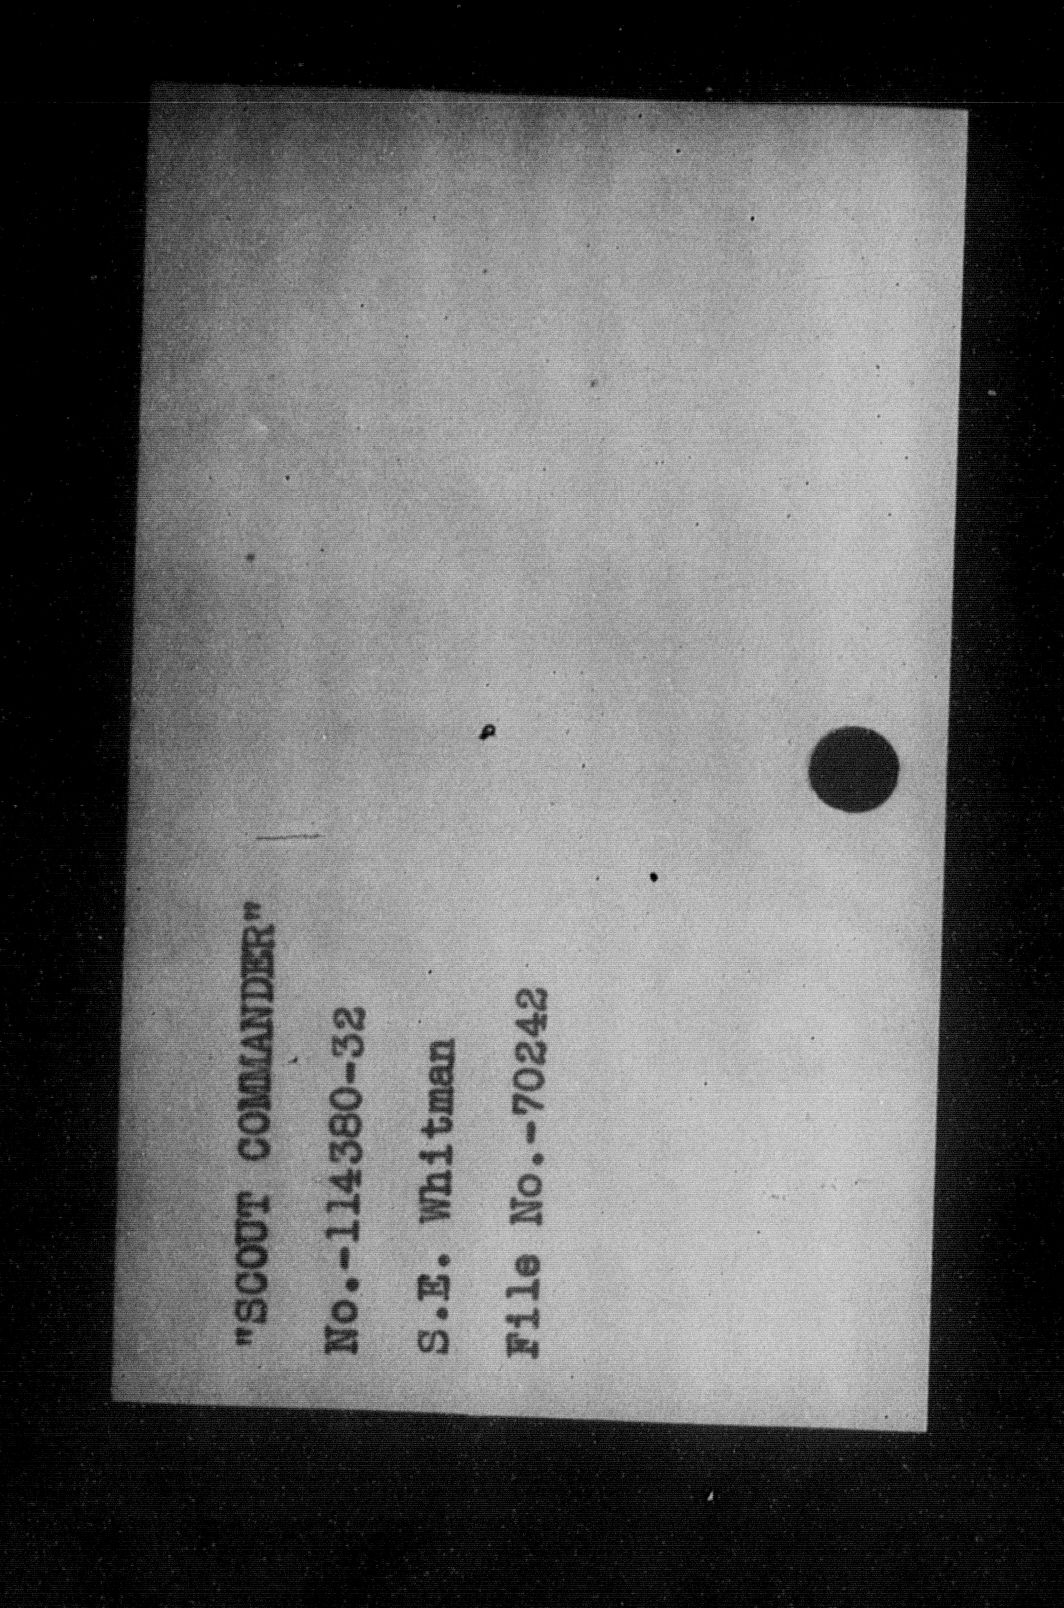 "SCOUT COMMANDER"
No.-114380-32
S.E. Whitman
File No.-70242